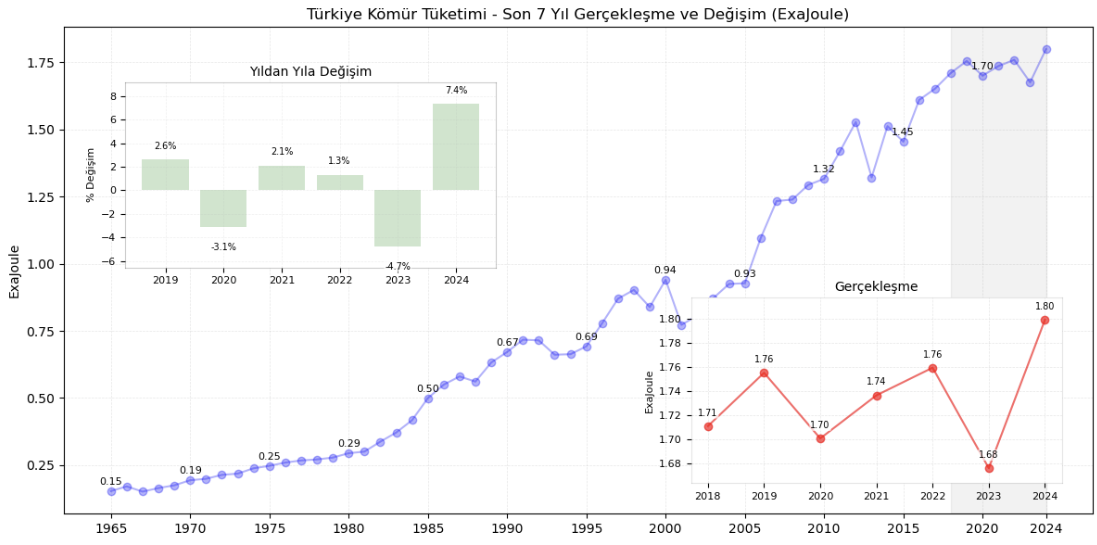 Türkiye Kömür Tüketimi - Son 7 Yıl Gerçekleşme ve Değişim (ExaJoule)
ExaJoule
1.75
1.50
1.25
1.00
0.75
0.50
0.25
1965 1970 1975 1980 1985 1990 1995 2000 2005 2010 2015 2020 2024
0.15 0.19 0.25 0.29 0.50 0.67 0.69 0.94 0.93 1.32 1.45 1.70
Yıldan Yıla Değişim
% Değişim
8
6
4
2
0
−2
−4
−6
2.6% -3.1% 2.1% 1.3% -4.7% 7.4%
2019 2020 2021 2022 2023 2024
Gerçekleşme
ExaJoule
1.80
1.78
1.76
1.74
1.72
1.70
1.68
1.71 1.76 1.70 1.74 1.76 1.68 1.80
2018 2019 2020 2021 2022 2023 2024